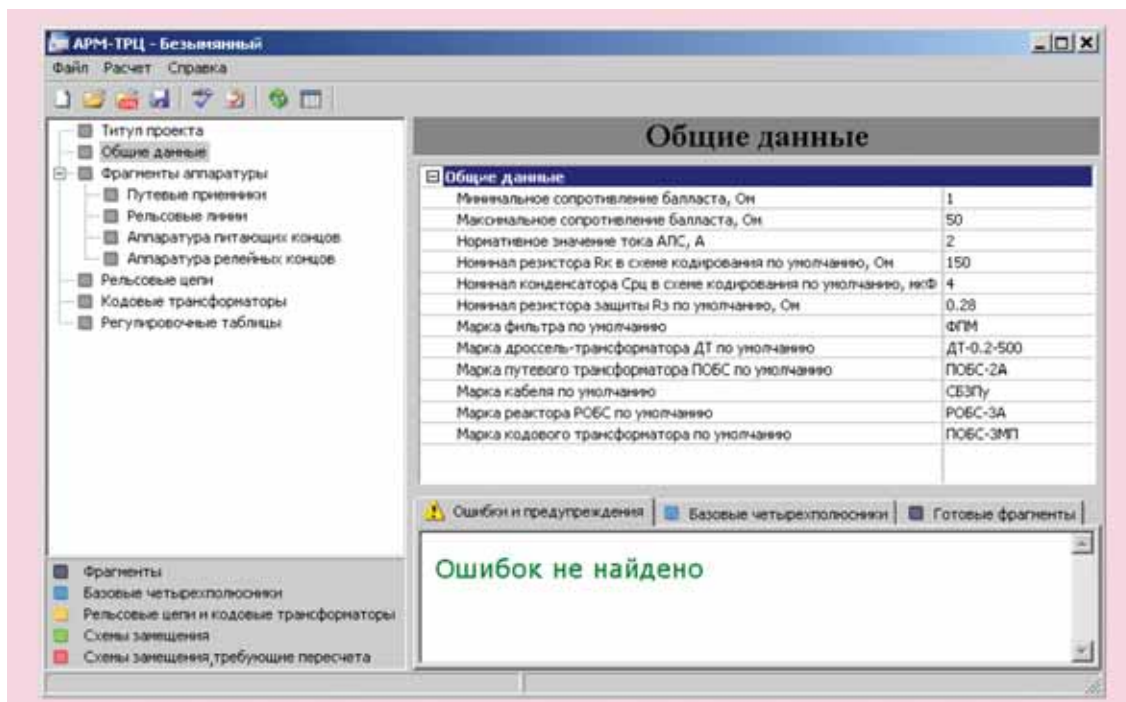 АРМ-ТРЦ - Безымянный
Файл Расчет Справка
Титул проекта
Общие данные
Фрагменты аппаратуры
Путевые приемники
Рельсовые линии
Аппаратура питающих концов
Аппаратура релейных концов
Рельсовые цепи
Кодовые трансформаторы
Регулировочные таблицы
Фрагменты
Базовые четырехполюсники
Рельсовые цепи и кодовые трансформаторы
Схемы замещения
Схемы замещения,требующие пересчета
Общие данные
Общие данные
Минимальное сопротивление балласта, Ом 1
Максимальное сопротивление балласта, Ом 50
Нормативное значение тока АЛС, А 2
Номинал резистора Rк в схеме кодирования по умолчанию, Ом 150
Номинал конденсатора Cрц в схеме кодирования по умолчанию, мкФ 4
Номинал резистора защиты Rз по умолчанию, Ом 0.28
Марка фильтра по умолчанию ФПМ
Марка дроссель-трансформатора ДТ по умолчанию ДТ-0.2-500
Марка путевого трансформатора ПОБС по умолчанию ПОБС-2А
Марка кабеля по умолчанию СБЗПу
Марка реактора РОБС по умолчанию РОБС-3А
Марка кодового трансформатора по умолчанию ПОБС-3МП
Ошибки и предупреждения Базовые четырехполюсники Готовые фрагменты
Ошибок не найдено